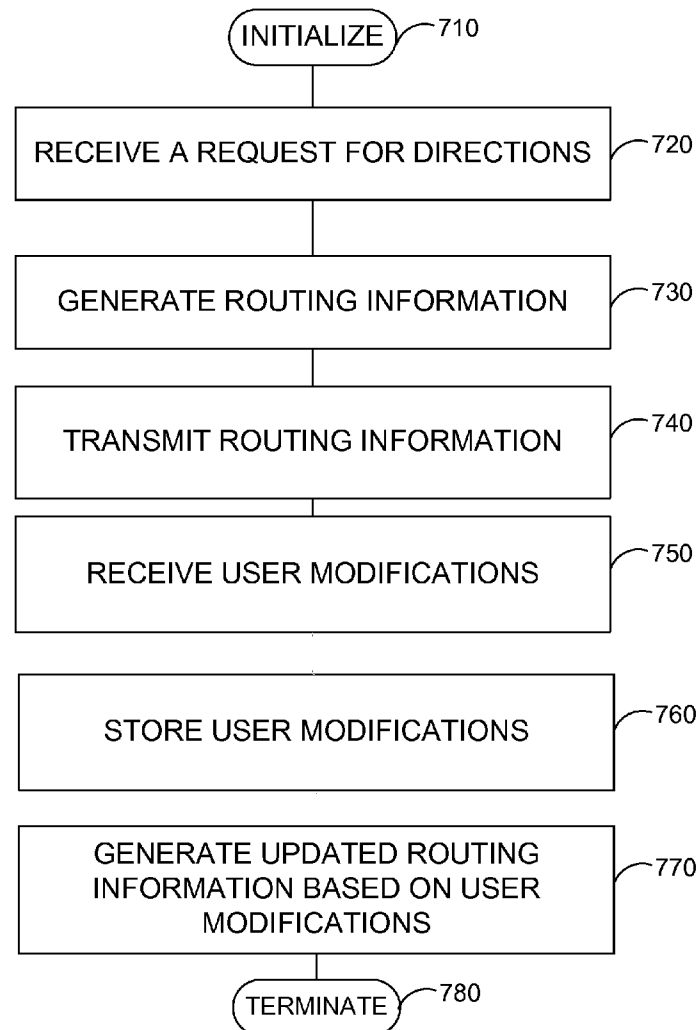 INITIALIZE
710
RECEIVE A REQUEST FOR DIRECTIONS
720
GENERATE ROUTING INFORMATION
730
TRANSMIT ROUTING INFORMATION
740
RECEIVE USER MODIFICATIONS
750
STORE USER MODIFICATIONS
760
GENERATE UPDATED ROUTING
INFORMATION BASED ON USER
MODIFICATIONS
770
TERMINATE
780